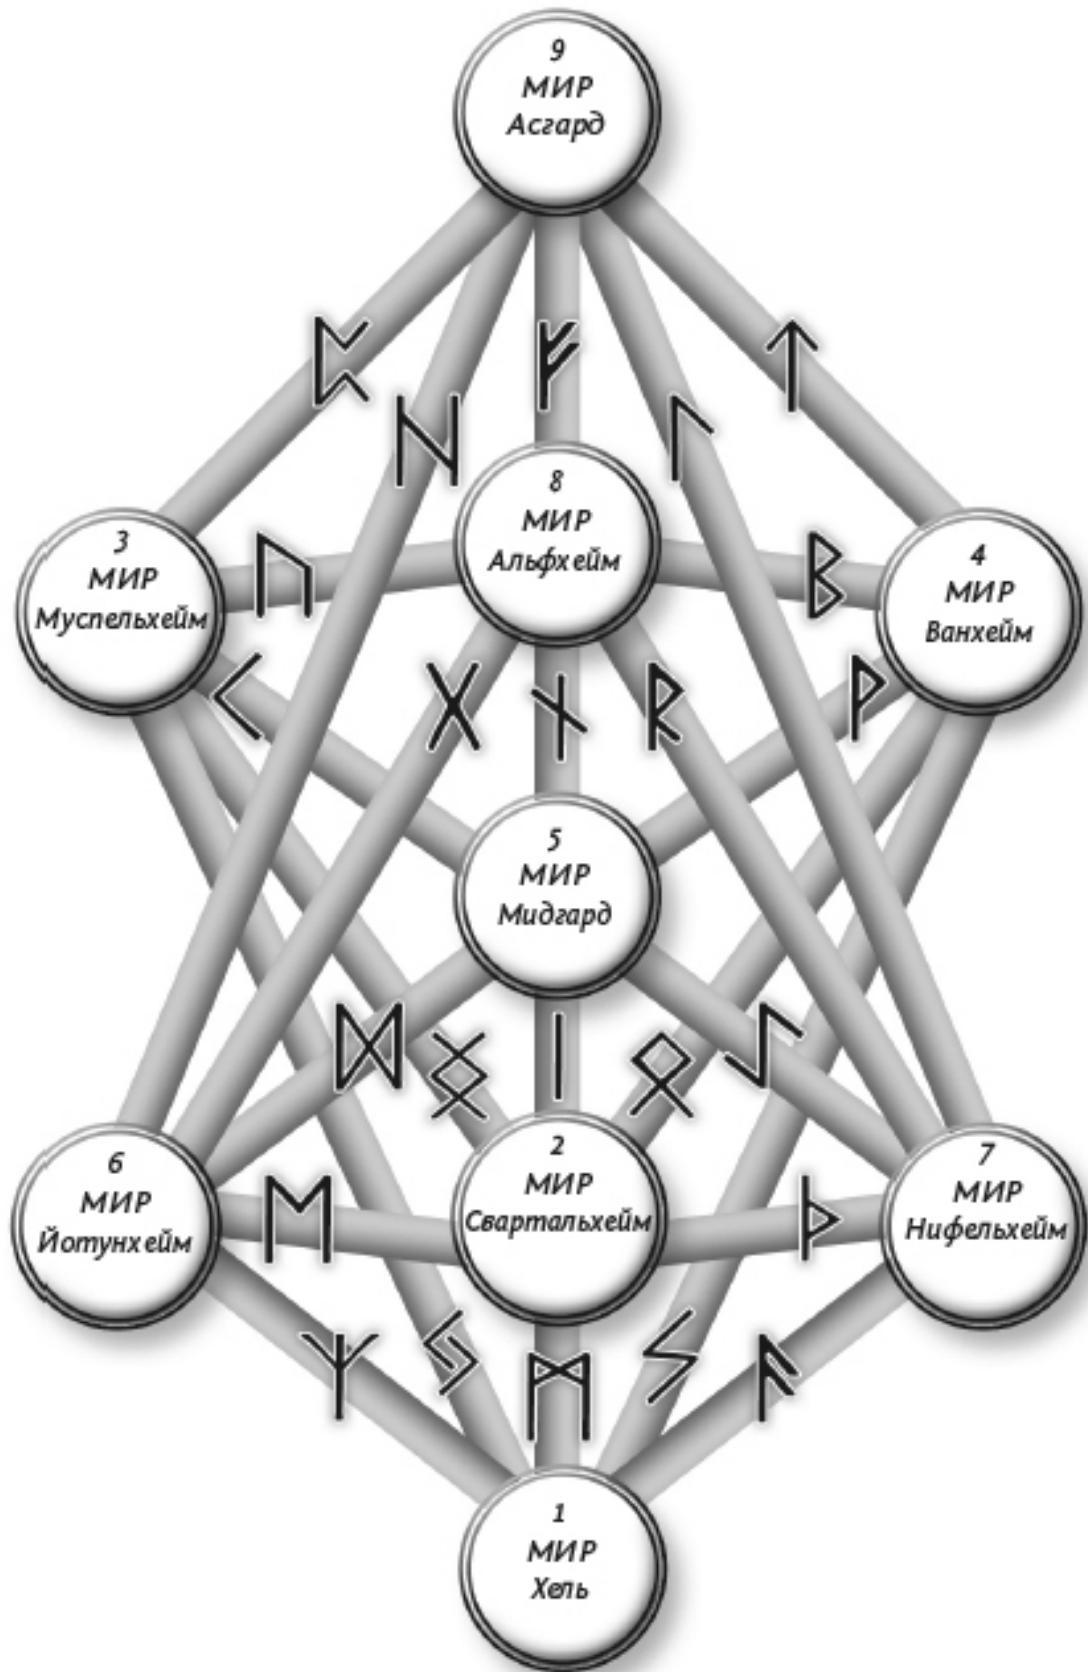 9
МИР
Асгард
ᛈ
ᚠ
ᛏ
ᚺ
ᛚ
8
МИР
Альфхейм
3
МИР
Муспельхейм
4
МИР
Ванхейм
ᚢ
ᛒ
ᚲ
ᚷ
ᚾ
ᚱ
ᚹ
5
МИР
Мидгард
ᛞ
ᛝ
ᛁ
ᛟ
ᛇ
6
МИР
Йотунхейм
2
МИР
Свартальхейм
7
МИР
Нифельхейм
ᛖ
ᚦ
ᛉ
ᛃ
ᛗ
ᛊ
ᚨ
1
МИР
Хель